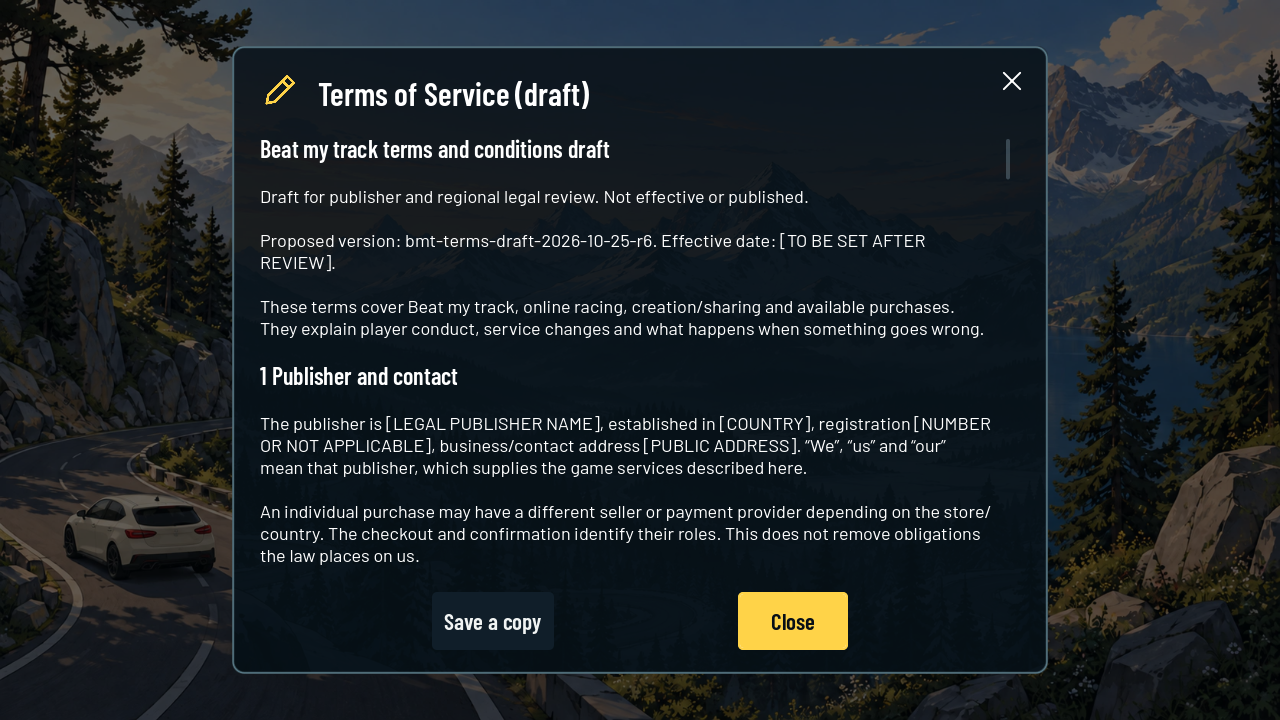 Terms of Service (draft)
Beat my track terms and conditions draft
Draft for publisher and regional legal review. Not effective or published.
Proposed version: bmt-terms-draft-2026-10-25-r6. Effective date: [TO BE SET AFTER
REVIEW].
These terms cover Beat my track, online racing, creation/sharing and available purchases.
They explain player conduct, service changes and what happens when something goes wrong.
1 Publisher and contact
The publisher is [LEGAL PUBLISHER NAME], established in [COUNTRY], registration [NUMBER
OR NOT APPLICABLE], business/contact address [PUBLIC ADDRESS]. “We”, “us” and “our”
mean that publisher, which supplies the game services described here.
An individual purchase may have a different seller or payment provider depending on the store/
country. The checkout and confirmation identify their roles. This does not remove obligations
the law places on us.
Save a copy
Close